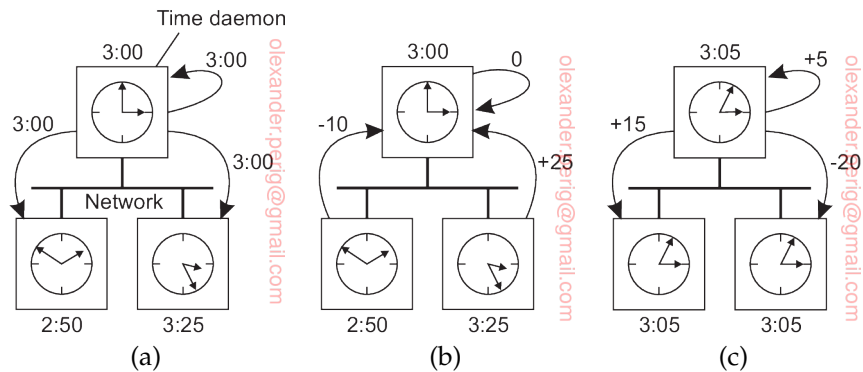 Time daemon
3:00
3:00
3:00
3:00
Network
2:50
3:25
(a)
olexander.perig@gmail.com
3:00
0
-10
+25
2:50
3:25
(b)
olexander.perig@gmail.com
3:05
+5
+15
-20
3:05
3:05
(c)
olexander.perig@gmail.com